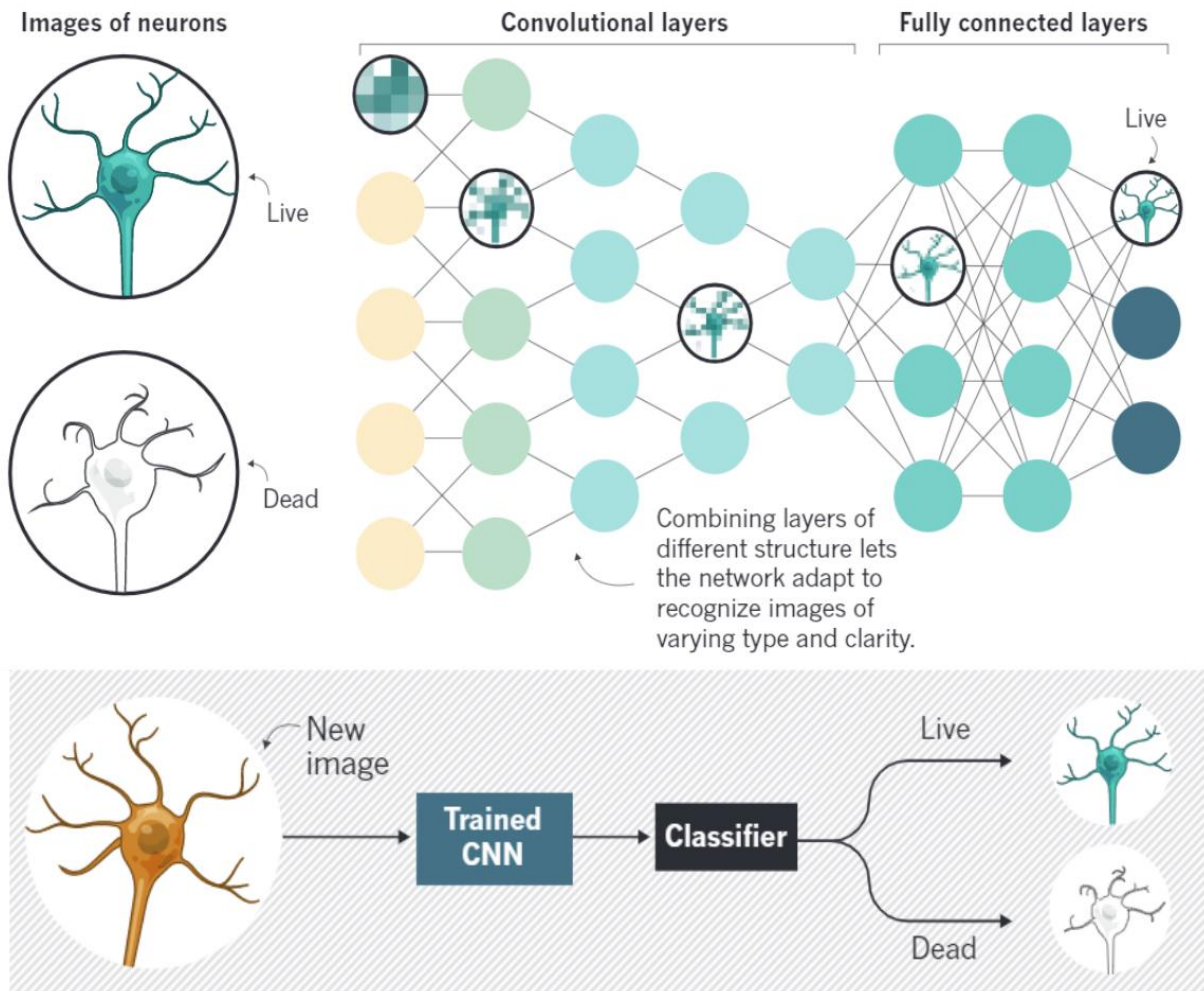 Images of neurons
Convolutional layers
Fully connected layers
Live
Dead
Live
Combining layers of
different structure lets
the network adapt to
recognize images of
varying type and clarity.
New
image
Trained
CNN
Classifier
Live
Dead